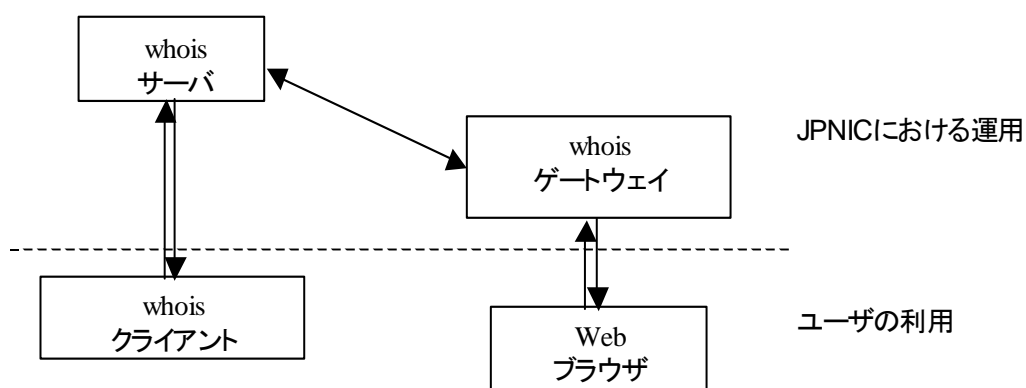 whois
サーバ
JPNICにおける運用
whois
ゲートウェイ
whois
クライアント
Web
ブラウザ
ユーザの利用